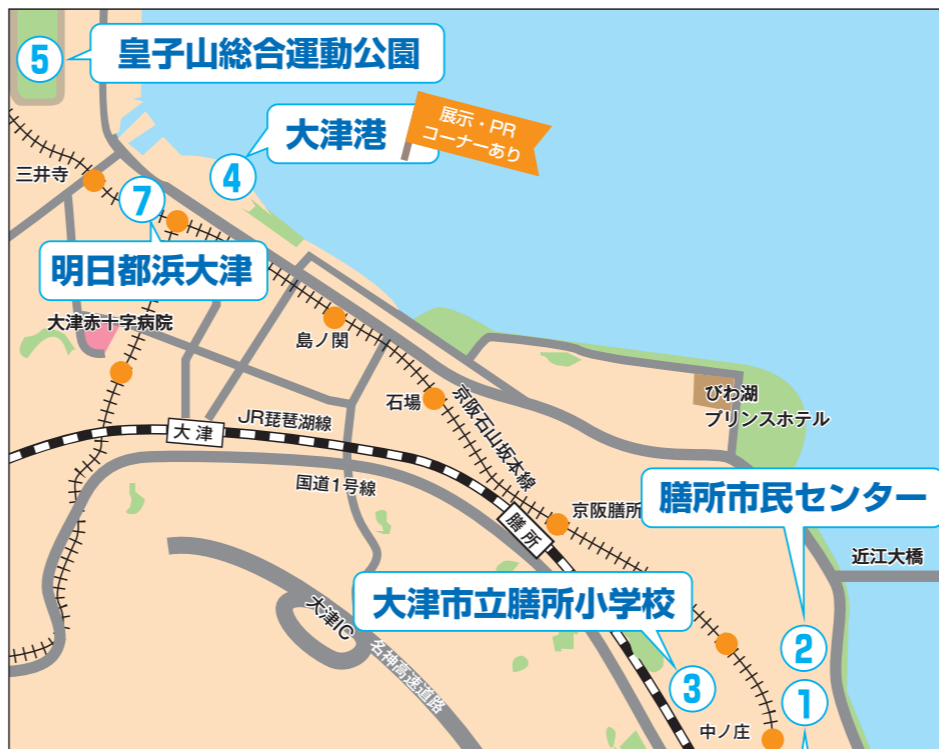 5
皇子山総合運動公園
大津港
展示・PR
コーナーあり
三井寺
4
7
明日都浜大津
大津赤十字病院
島ノ関
石場
京阪石山坂本線
びわ湖
プリンスホテル
JR琵琶湖線
大津
国道1号線
膳所
京阪膳所
膳所市民センター
近江大橋
大津市立膳所小学校
大津IC
名神高速道路
2
3
1
中ノ庄